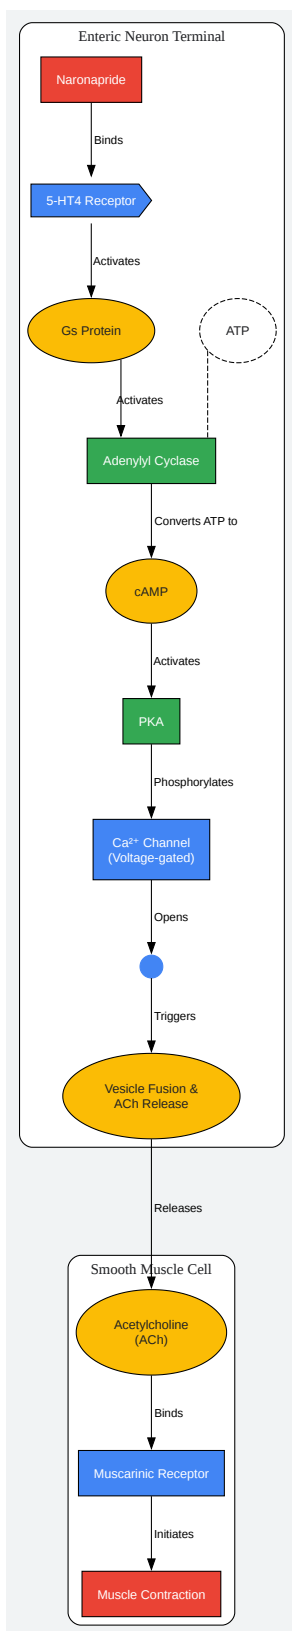 Enteric Neuron Terminal
Naronapride
Binds
5-HT4 Receptor
Activates
Gs Protein
ATP
Activates
Adenylyl Cyclase
Converts ATP to
cAMP
Activates
PKA
Phosphorylates
Ca²⁺ Channel
(Voltage-gated)
Opens
Triggers
Vesicle Fusion &
ACh Release
Releases
Smooth Muscle Cell
Acetylcholine
(ACh)
Binds
Muscarinic Receptor
Initiates
Muscle Contraction